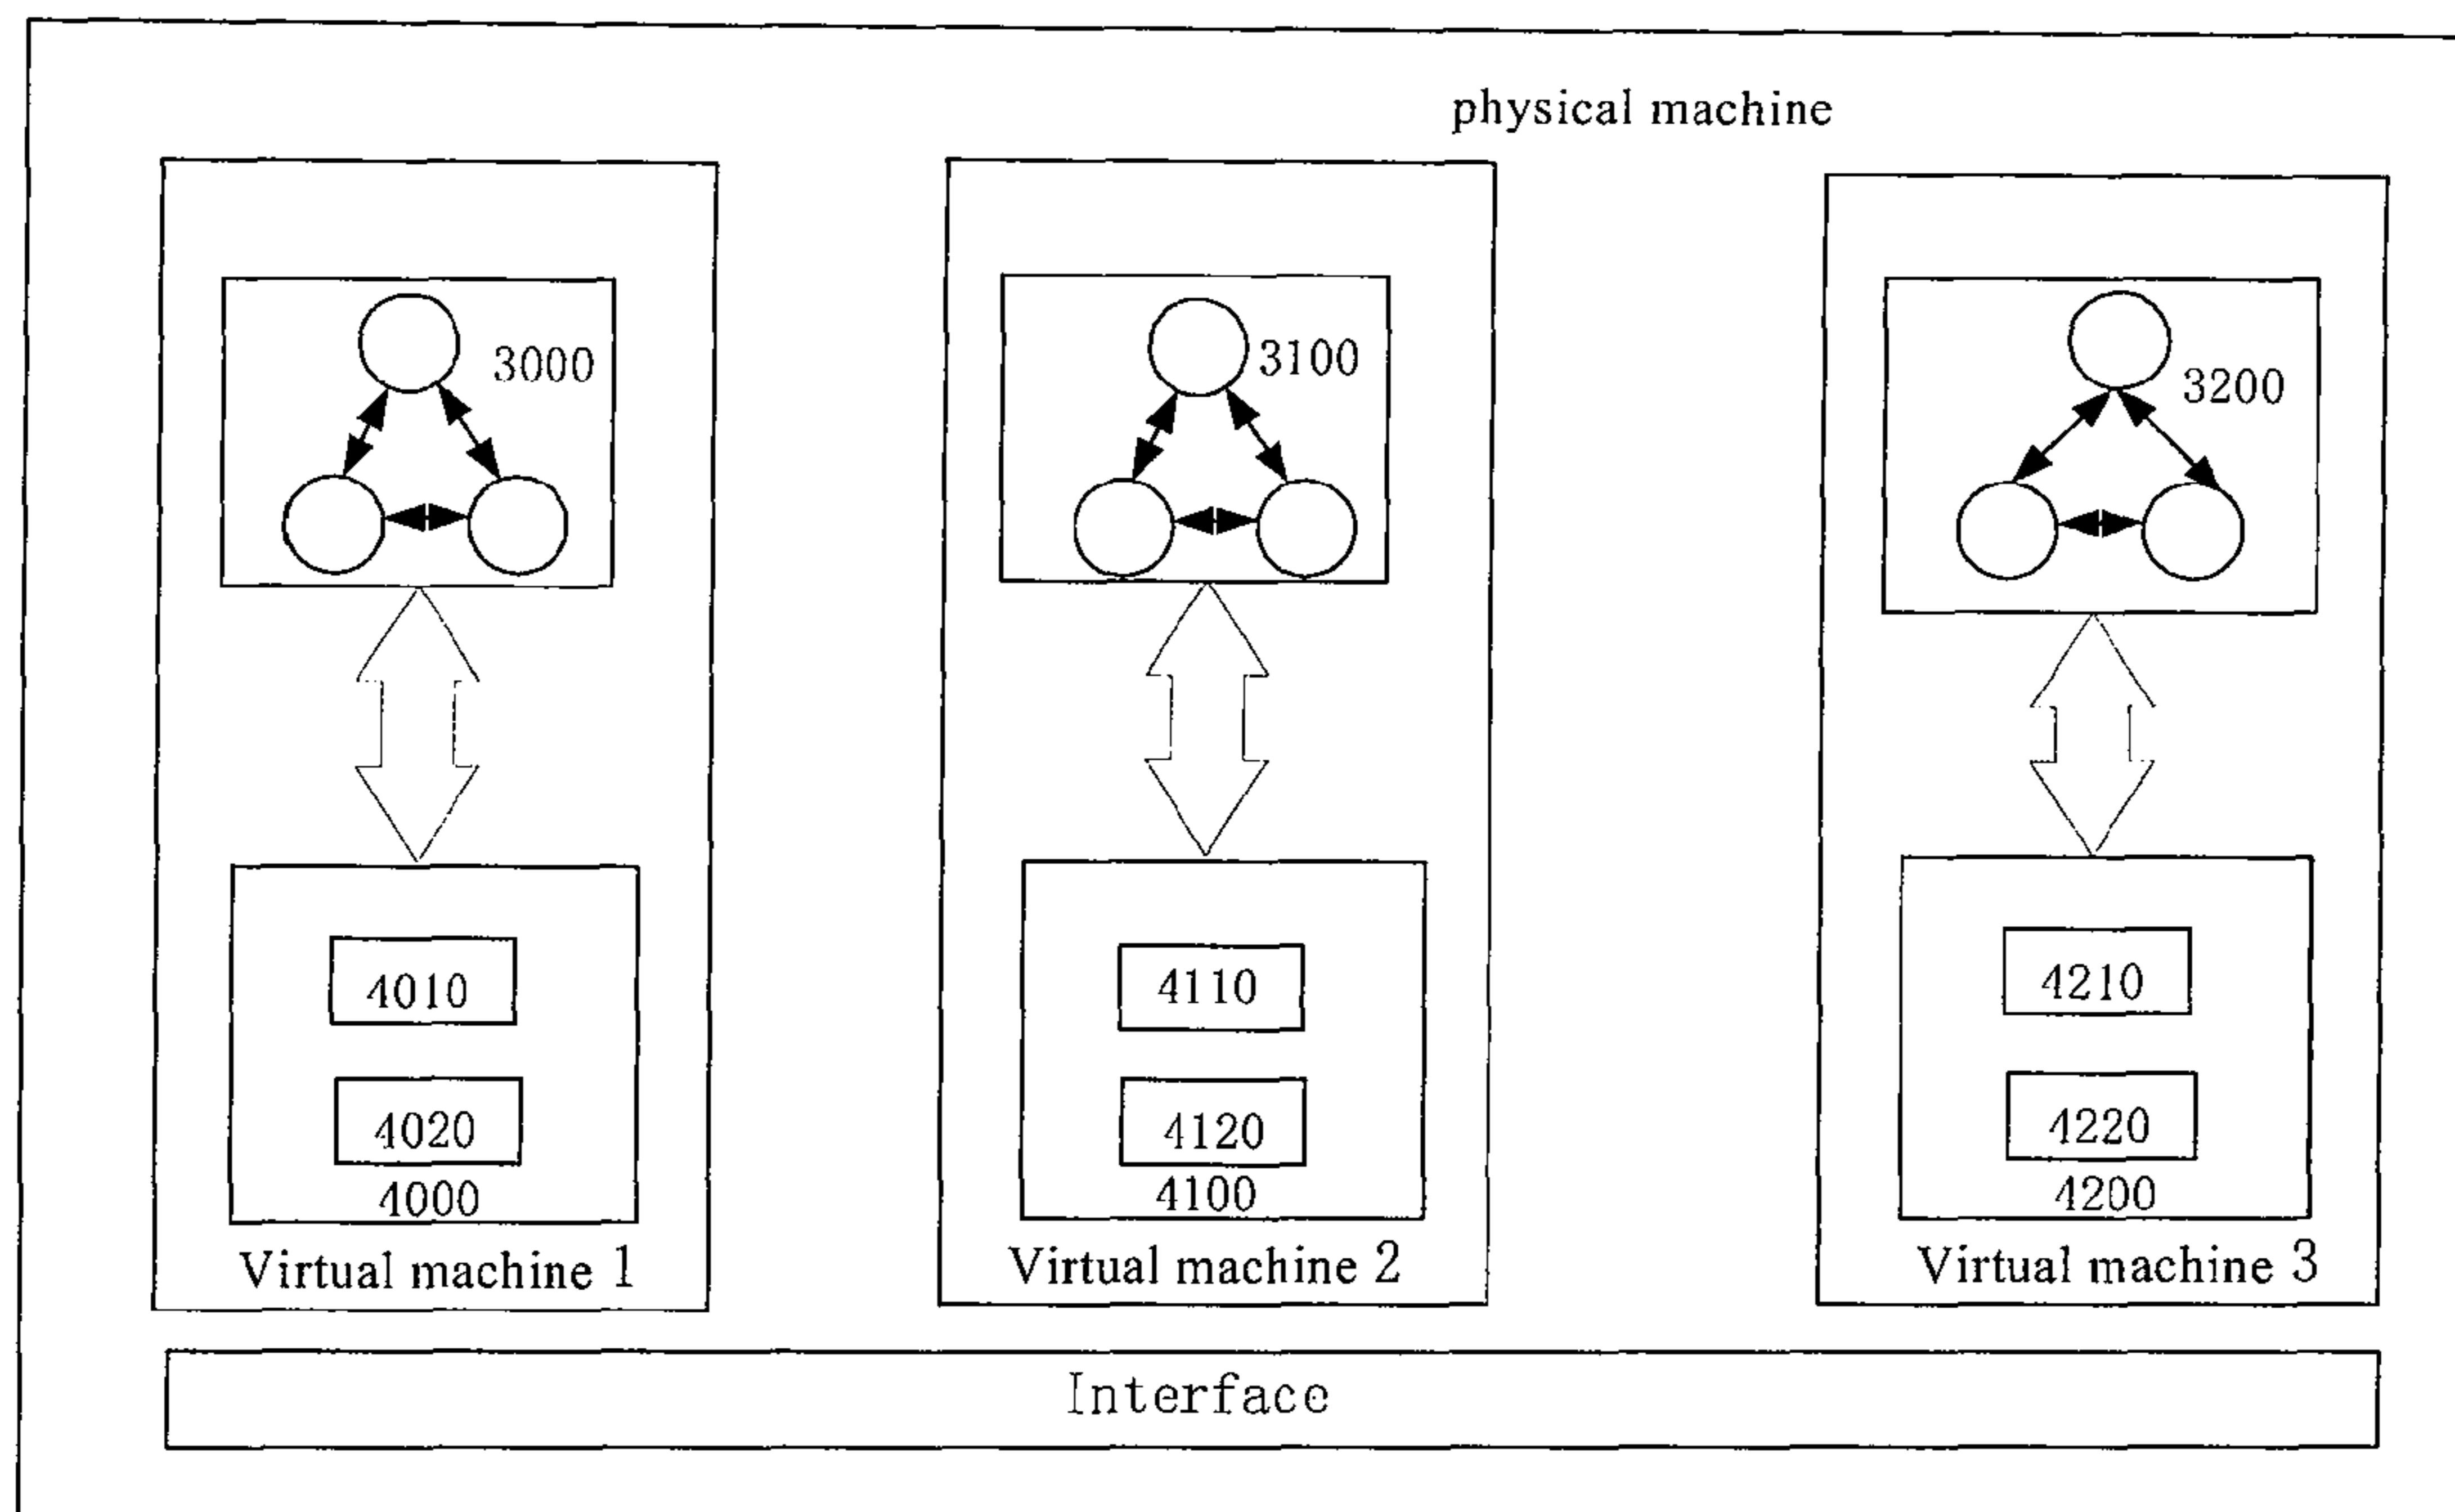 physical machine
3000
3100
3200
4010
4110
4210
4020
4120
4220
4000
4100
4200
Virtual machine 1
Virtual machine 2
Virtual machine 3
Interface